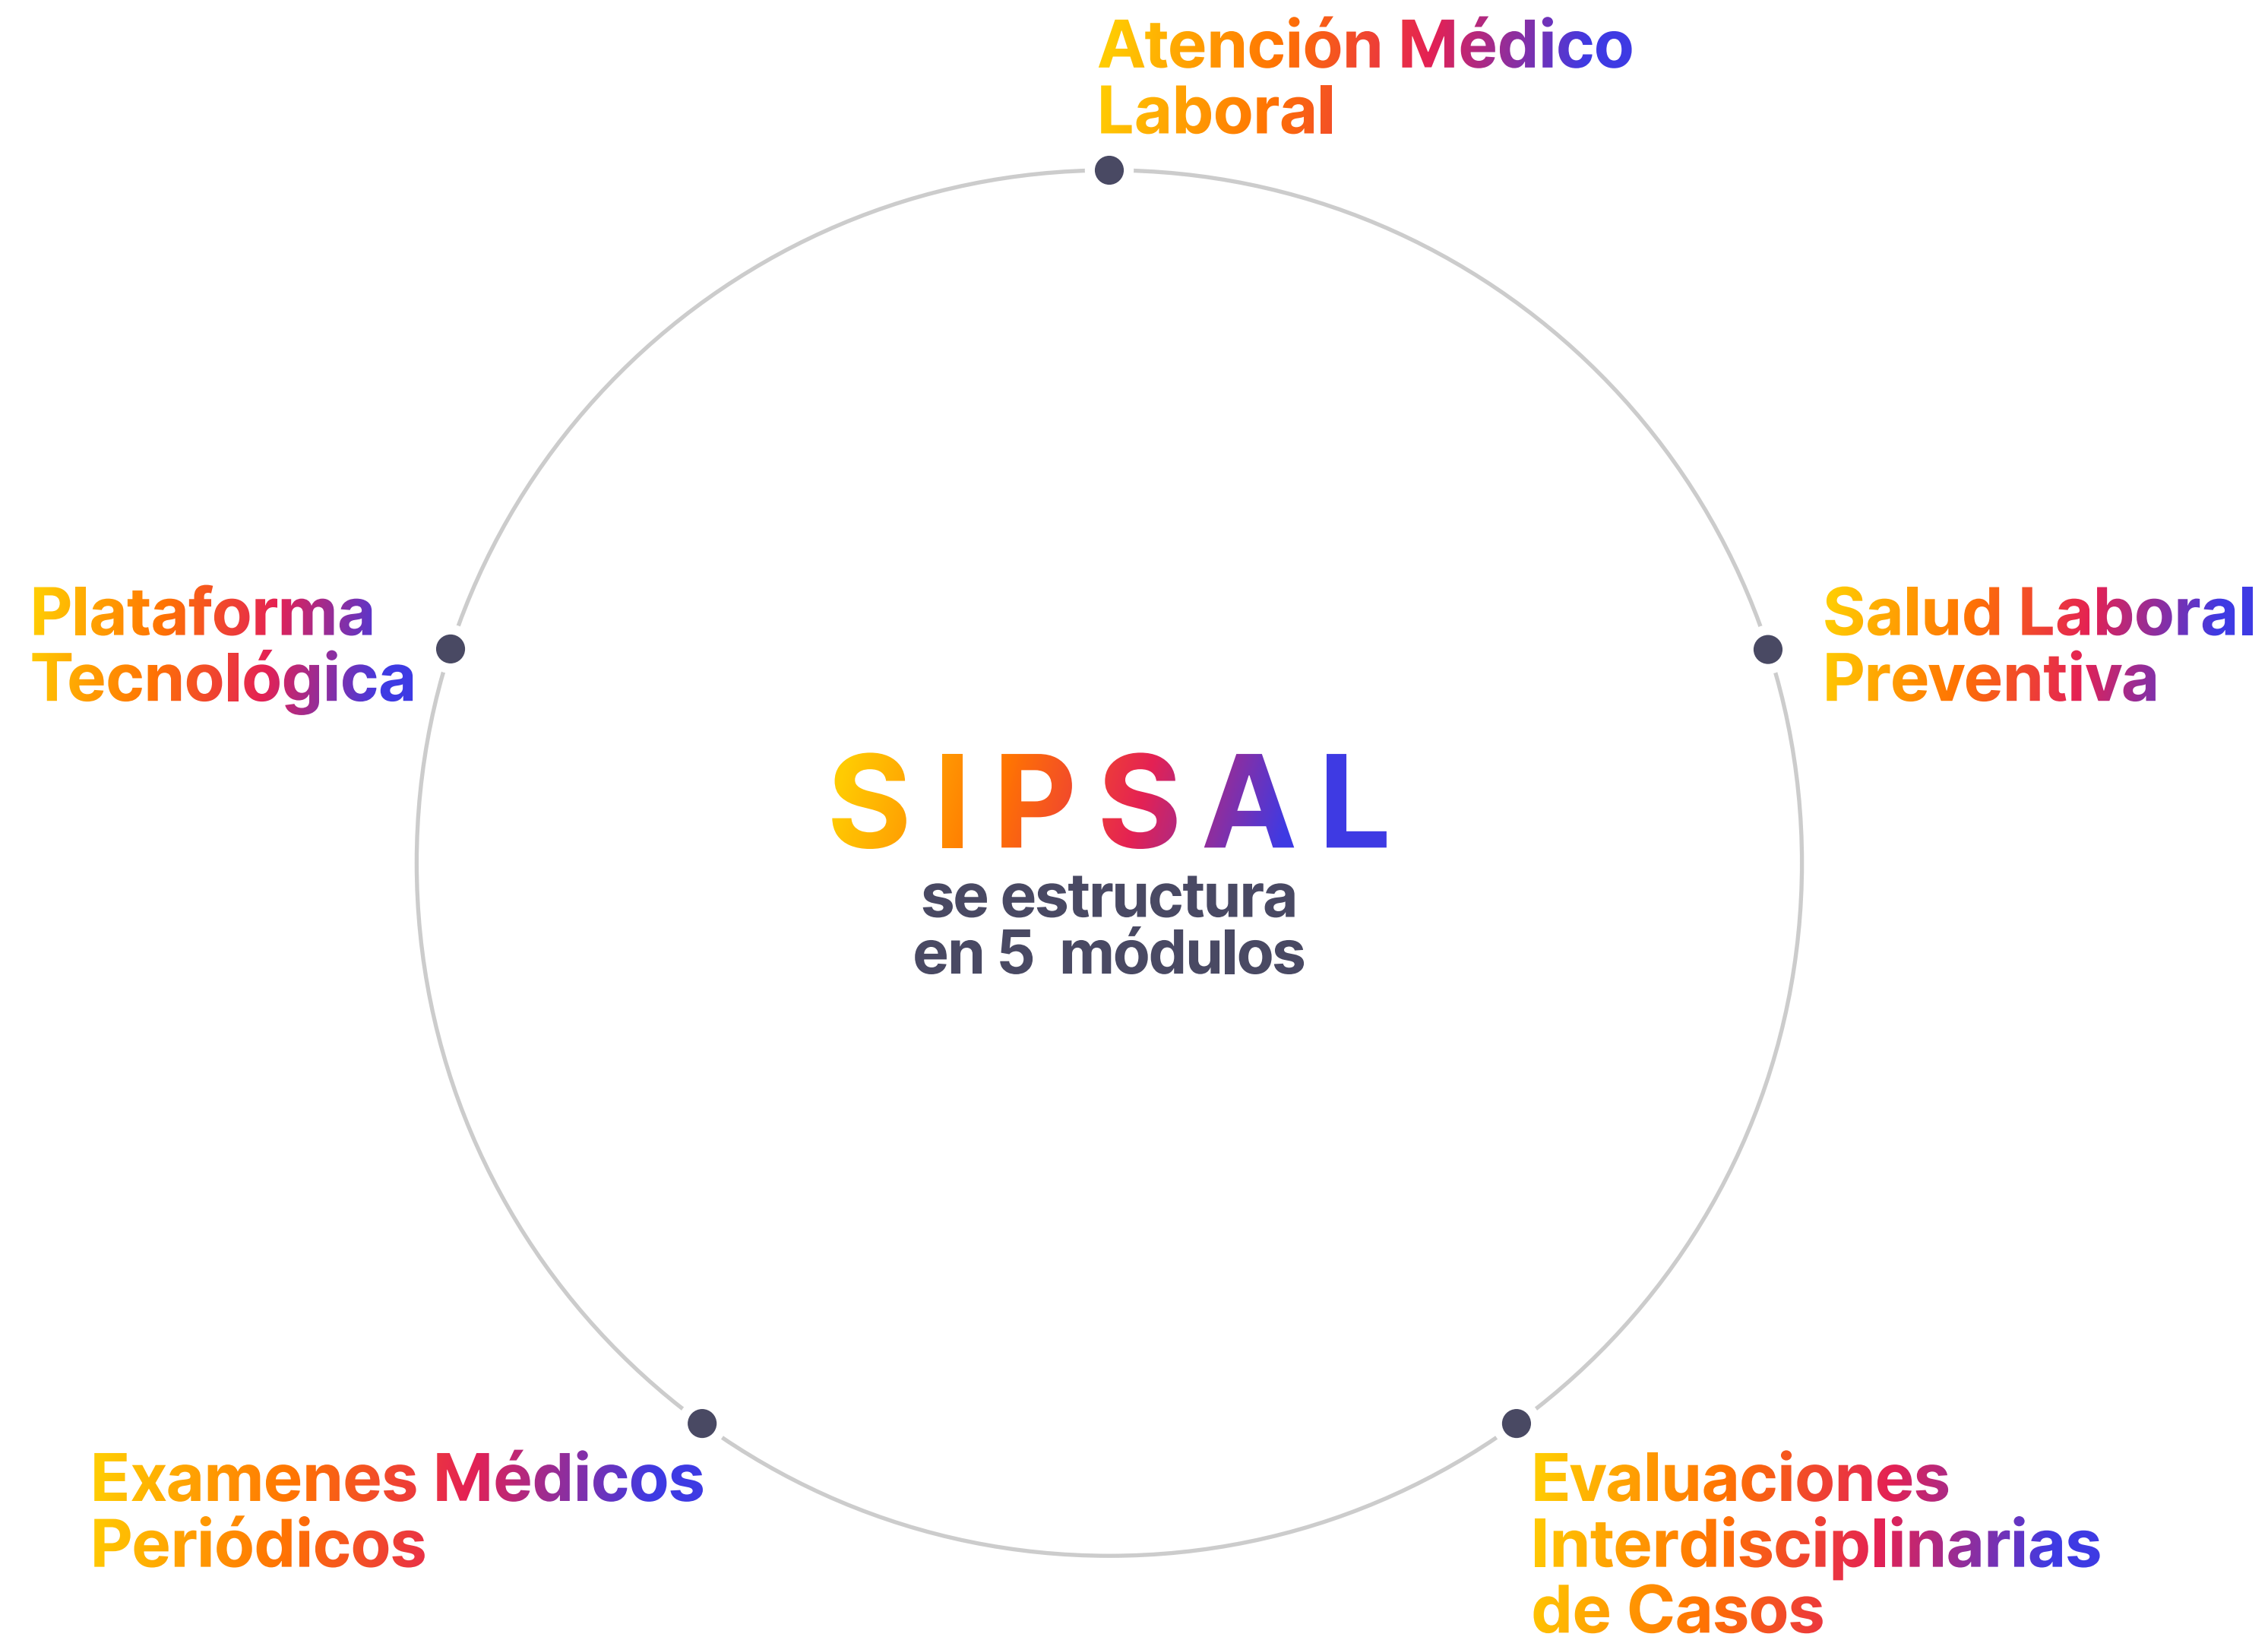 Atención Médico
Laboral
Plataforma
Tecnológica
Salud Laboral
Preventiva
SIPSAL
se estructura
en 5 módulos
Examenes Médicos
Periódicos
Evaluaciones
Interdisciplinarias
de Casos